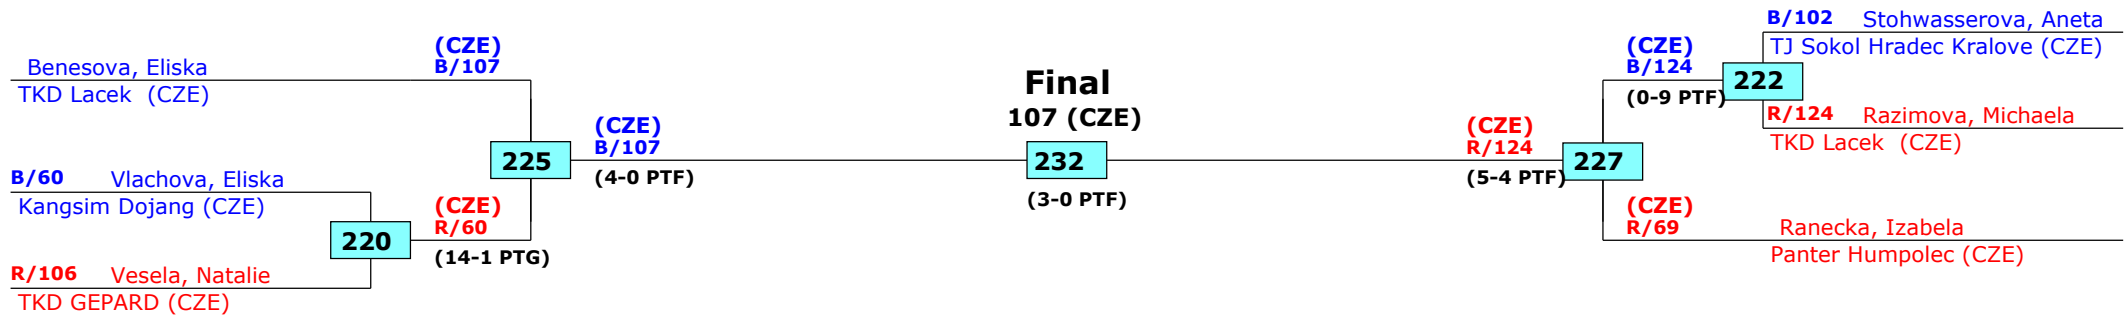 Benesova, Eliska
TKD Lacek (CZE)
(CZE)
B/107
B/60 Vlachova, Eliska
Kangsim Dojang (CZE)
R/106 Vesela, Natalie
TKD GEPARD (CZE)
220
(CZE)
R/60
(14-1 PTG)
225
(CZE)
B/107
(4-0 PTF)
Final
107 (CZE)
232
(3-0 PTF)
(CZE)
R/124
(5-4 PTF)
227
(CZE)
B/124
(0-9 PTF)
222
B/102 Stohwasserova, Aneta
TJ Sokol Hradec Kralove (CZE)
R/124 Razimova, Michaela
TKD Lacek (CZE)
(CZE)
R/69
Ranecka, Izabela
Panter Humpolec (CZE)